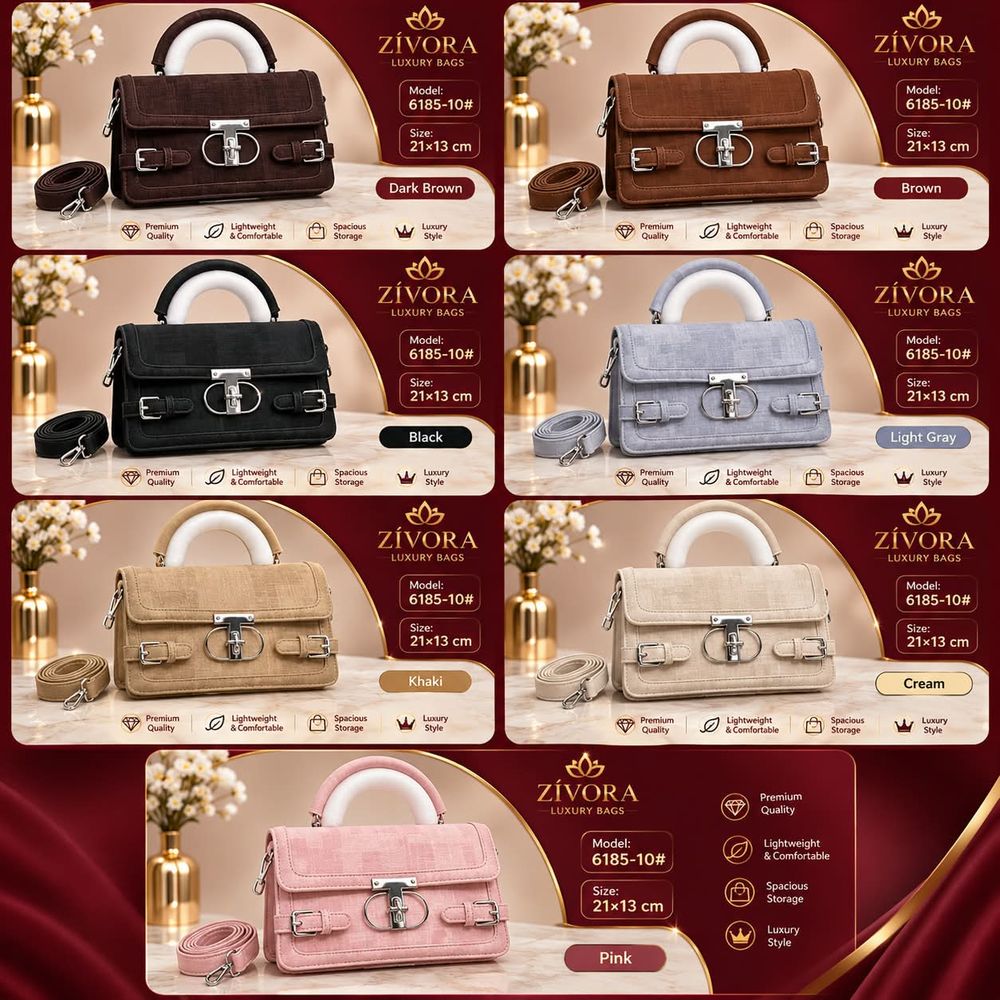 ZÍVORA
LUXURY BAGS
Model:
6185-10#
Size:
21×13 cm
Dark Brown
Premium
Quality
Lightweight
& Comfortable
Spacious
Storage
Luxury
Style
ZÍVORA
LUXURY BAGS
Model:
6185-10#
Size:
21×13 cm
Brown
Premium
Quality
Lightweight
& Comfortable
Spacious
Storage
Luxury
Style
ZÍVORA
LUXURY BAGS
Model:
6185-10#
Size:
21×13 cm
Black
Premium
Quality
Lightweight
& Comfortable
Spacious
Storage
Luxury
Style
ZÍVORA
LUXURY BAGS
Model:
6185-10#
Size:
21×13 cm
Light Gray
Premium
Quality
Lightweight
& Comfortable
Spacious
Storage
Luxury
Style
ZÍVORA
LUXURY BAGS
Model:
6185-10#
Size:
21×13 cm
Khaki
Premium
Quality
Lightweight
& Comfortable
Spacious
Storage
Luxury
Style
ZÍVORA
LUXURY BAGS
Model:
6185-10#
Size:
21×13 cm
Cream
Premium
Quality
Lightweight
& Comfortable
Spacious
Storage
Luxury
Style
ZÍVORA
LUXURY BAGS
Model:
6185-10#
Size:
21×13 cm
Pink
Premium
Quality
Lightweight
& Comfortable
Spacious
Storage
Luxury
Style